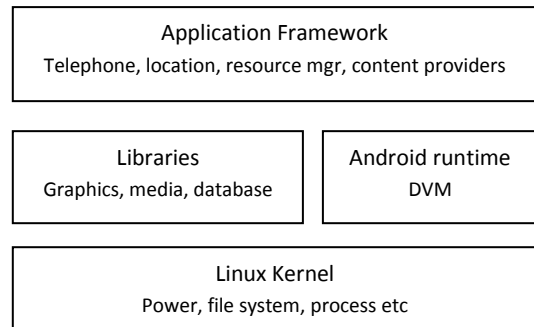 Application Framework
Telephone, location, resource mgr, content providers
Libraries
Graphics, media, database
Android runtime
DVM
Linux Kernel
Power, file system, process etc